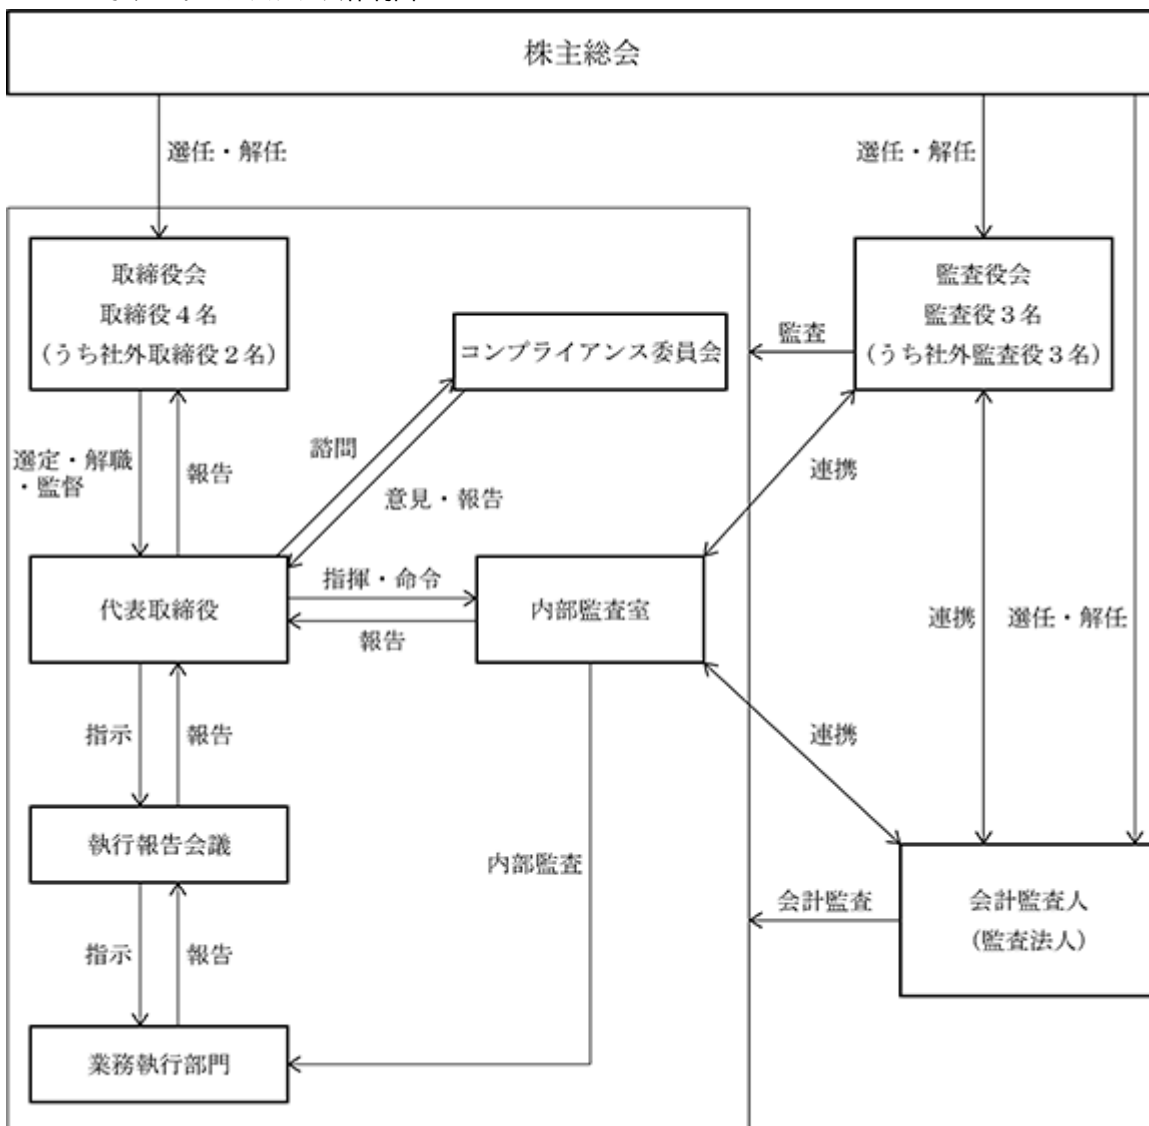 株主総会
選任・解任
選任・解任
取締役会
取締役4名
(うち社外取締役2名)
監査役会
監査役3名
(うち社外監査役3名)
コンプライアンス委員会
監査
選定・解職
・監督
報告
諮問
意見・報告
連携
代表取締役
指揮・命令
報告
内部監査室
連携
選任・解任
指示
報告
連携
執行報告会議
内部監査
会計監査
会計監査人
(監査法人)
指示
報告
業務執行部門